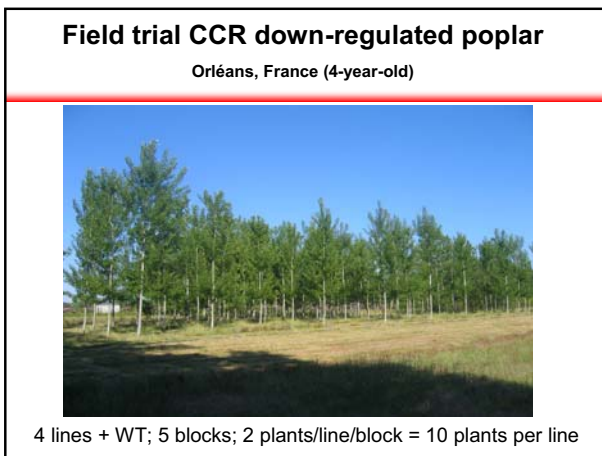 Field trial CCR down-regulated poplar
Orléans, France (4-year-old)
4 lines + WT; 5 blocks; 2 plants/line/block = 10 plants per line